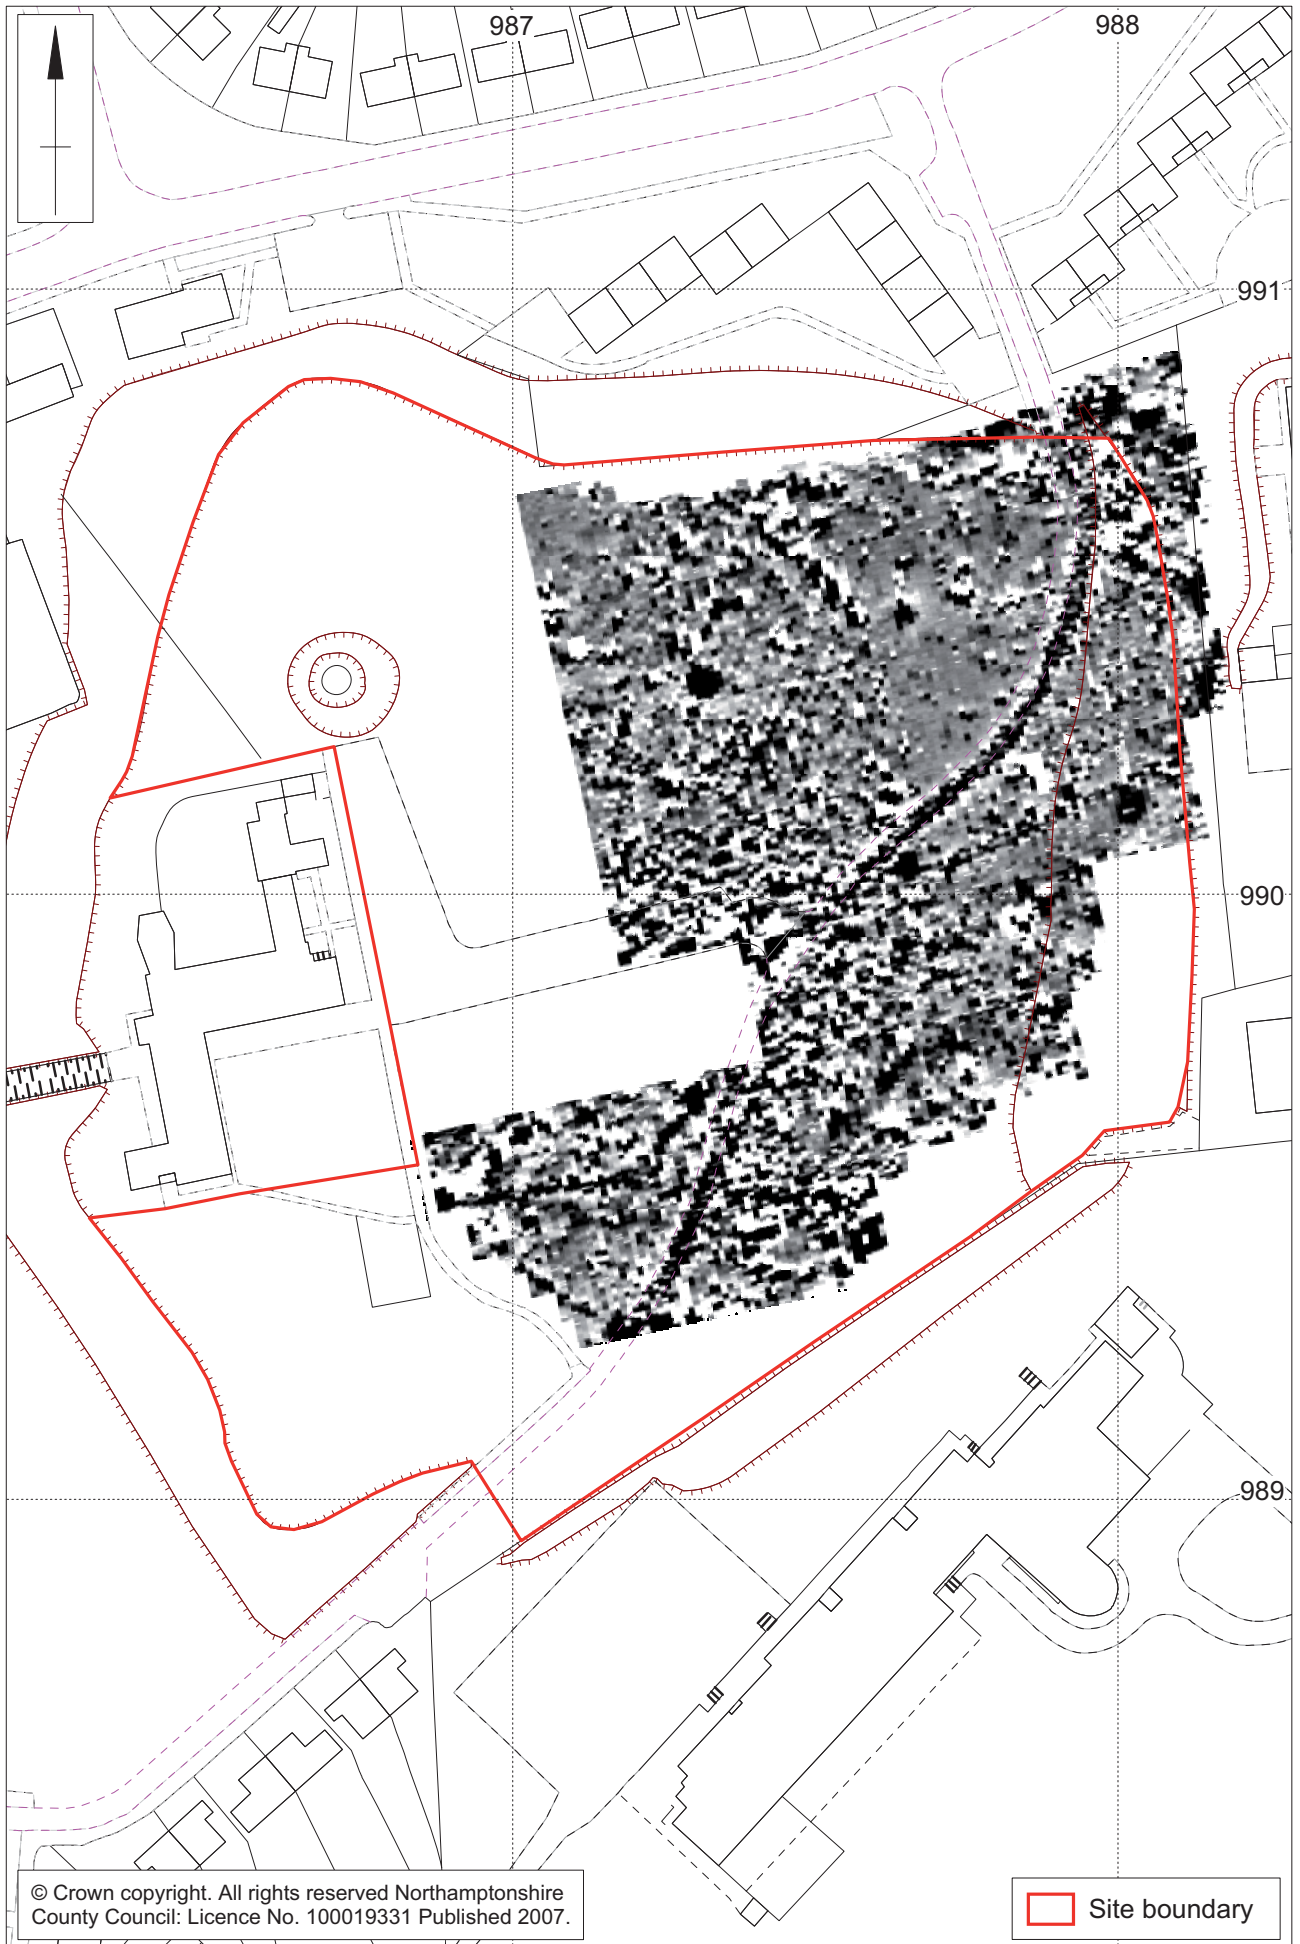 987
988
991
990
989
© Crown copyright. All rights reserved Northamptonshire
County Council: Licence No. 100019331 Published 2007.
Site boundary